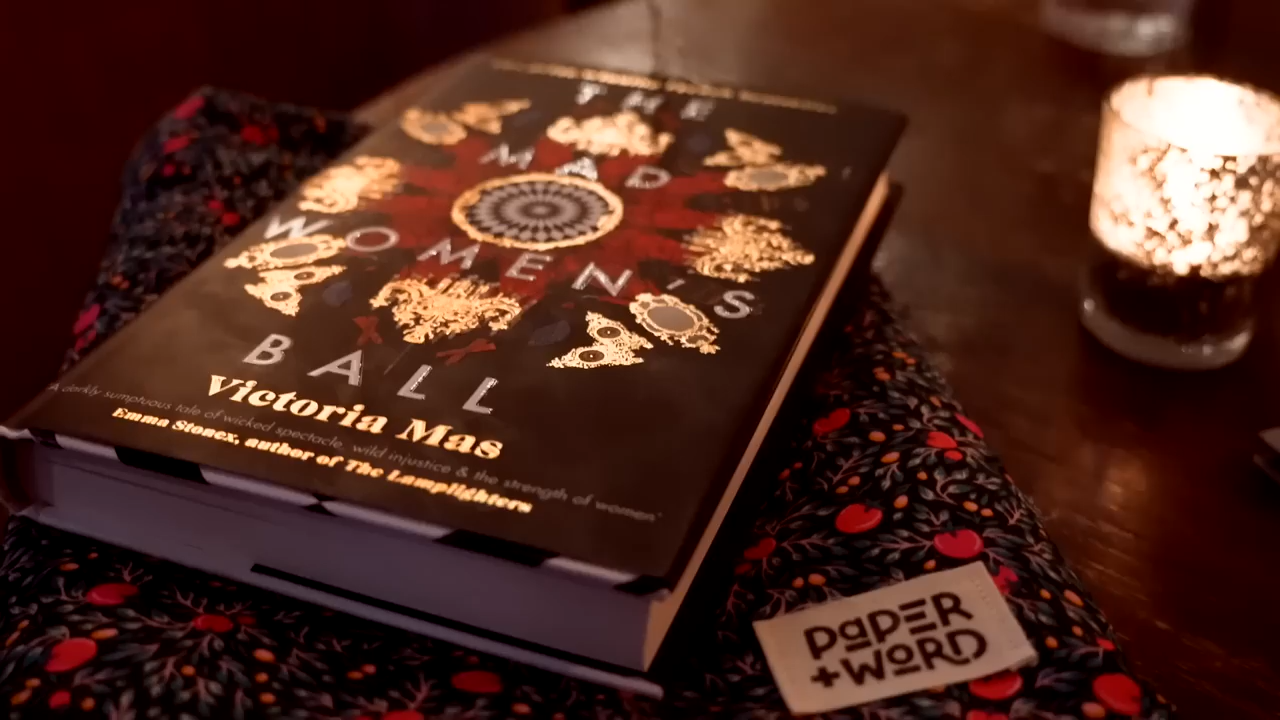 THE
MAD
WOMEN'S
BALL
Victoria Mas
A darkly sumptuous tale of wicked spectacle, wild injustice & the strength of women'
Emma Stonex, author of The Lamplighters
PaPER
+WoRD